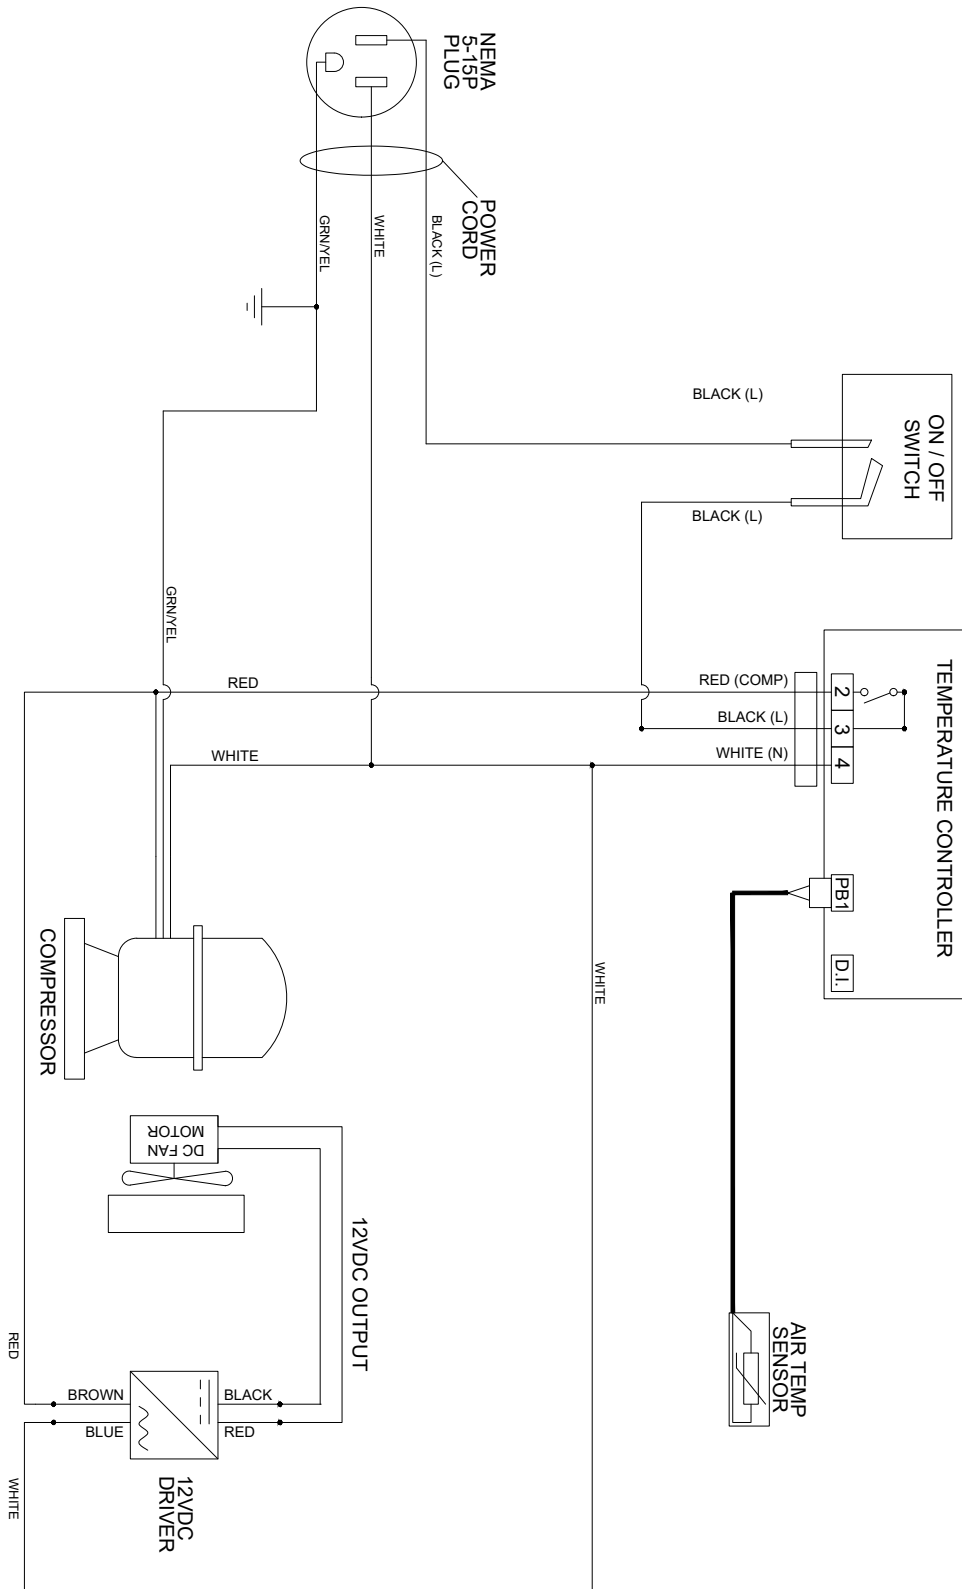 NEMA
5-15P
PLUG
POWER
CORD
BLACK (L)
WHITE
GRN/YEL
ON / OFF
SWITCH
BLACK (L)
BLACK (L)
GRN/YEL
TEMPERATURE CONTROLLER
RED
RED (COMP)
2
BLACK (L)
3
WHITE
WHITE (N)
4
PB1
D.I.
COMPRESSOR
WHITE
DC FAN
MOTOR
12VDC OUTPUT
AIR TEMP
SENSOR
RED
BROWN
BLACK
BLUE
RED
12VDC
DRIVER
WHITE